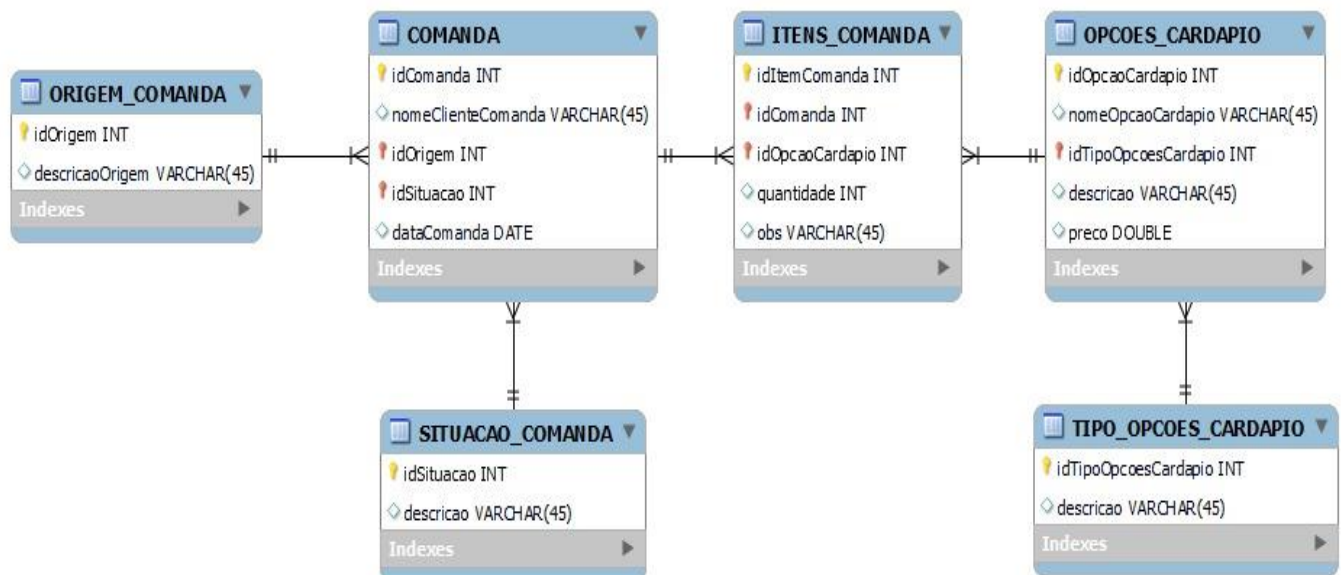 ORIGEM_COMANDA
idOrigem INT
descricaoOrigem VARCHAR(45)
Indexes
COMANDA
idComanda INT
nomeClienteComanda VARCHAR(45)
idOrigem INT
idSituacao INT
dataComanda DATE
Indexes
ITENS_COMANDA
idItemComanda INT
idComanda INT
idOpcaoCardapio INT
quantidade INT
obs VARCHAR(45)
Indexes
OPCOES_CARDAPIO
idOpcaoCardapio INT
nomeOpcaoCardapio VARCHAR(45)
idTipoOpcoesCardapio INT
descricao VARCHAR(45)
preco DOUBLE
Indexes
SITUACAO_COMANDA
idSituacao INT
descricao VARCHAR(45)
Indexes
TIPO_OPCOES_CARDAPIO
idTipoOpcoesCardapio INT
descricao VARCHAR(45)
Indexes